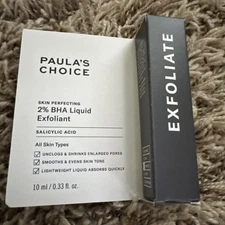 PAULA'S
CHOICE
SKIN PERFECTING
2% BHA Liquid
Exfoliant
SALICYLIC ACID
All Skin Types
UNCLOGS & SHRINKS ENLARGED PORES
SMOOTHS & EVENS SKIN TONE
LIGHTWEIGHT LIQUID ABSORBS QUICKLY
10 ml / 0.33 fl. oz.
EXFOLIATE